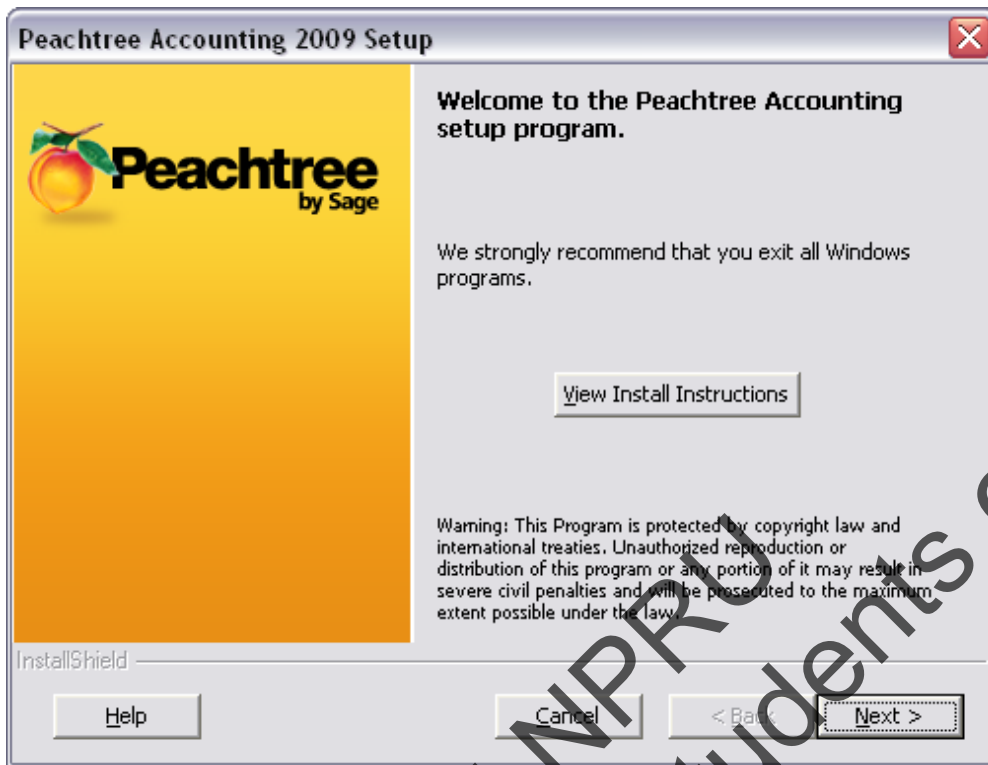 Peachtree Accounting 2009 Setup
Peachtree
by Sage
Welcome to the Peachtree Accounting
setup program.
We strongly recommend that you exit all Windows
programs.
View Install Instructions
Warning: This Program is protected by copyright law and
international treaties. Unauthorized reproduction or
distribution of this program or any portion of it may result in
severe civil penalties and will be prosecuted to the maximum
extent possible under the law.
InstallShield
Help
Cancel
< Back
Next >
NPRU
students